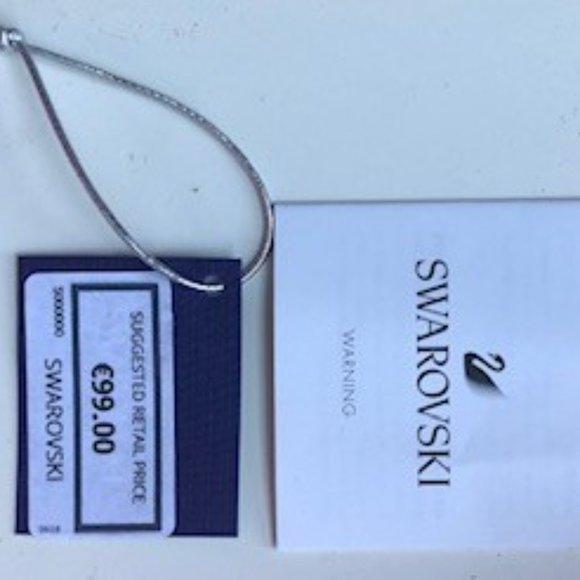 SUGGESTED RETAIL PRICE
€99.00
SWAROVSKI
SWAROVSKI
WARNING